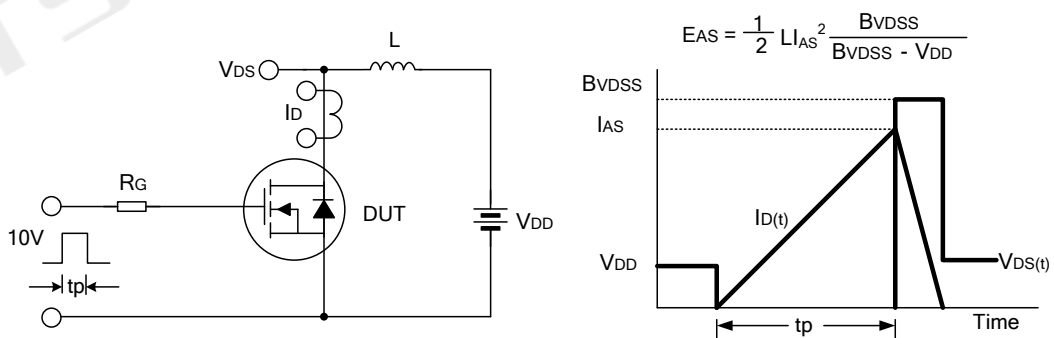 VDS
L
ID
RG
10V
tp
DUT
VDD
EAS = 1/2 LIAS² BVDSS / BVDSS - VDD
BVDSS
IAS
ID(t)
VDD
VDS(t)
tp
Time